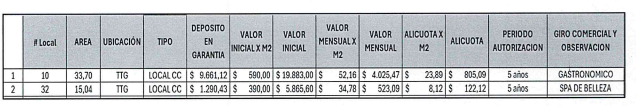 # Local AREA UBICACIÓN TIPO DEPOSITO EN GARANTIA VALOR INICIAL X M2 VALOR INICIAL VALOR MENSUAL X M2 VALOR MENSUAL ALICUOTA X M2 ALICUOTA PERIODO AUTORIZACION GIRO COMERCIAL Y OBSERVACION
1 10 33,70 TTG LOCAL CC $ 9.661,12 $ 590,00 $ 19.883,00 $ 52,16 $ 4.025,47 $ 23,89 $ 805,09 5 años GASTRONOMICO
2 32 15,04 TTG LOCAL CC $ 1.290,43 $ 390,00 $ 5.865,60 $ 34,78 $ 523,09 $ 8,12 $ 122,12 5 años SPA DE BELLEZA